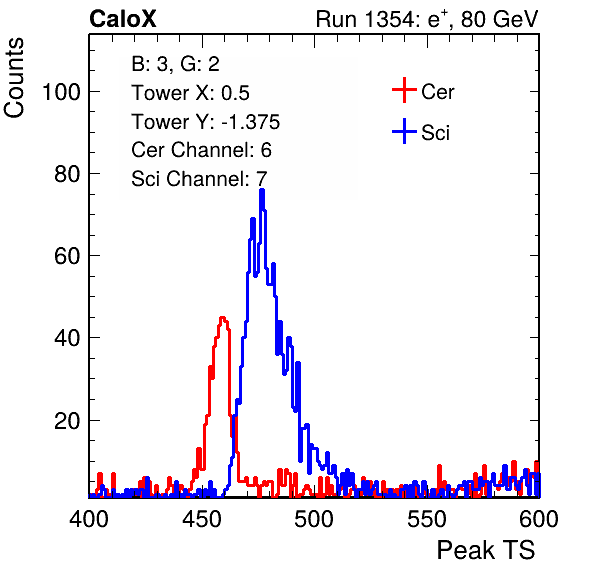 CaloX Run 1354: e⁺, 80 GeV
Counts
B: 3, G: 2
Tower X: 0.5
Tower Y: -1.375
Cer Channel: 6
Sci Channel: 7
Cer
Sci
100
80
60
40
20
400 450 500 550 600
Peak TS